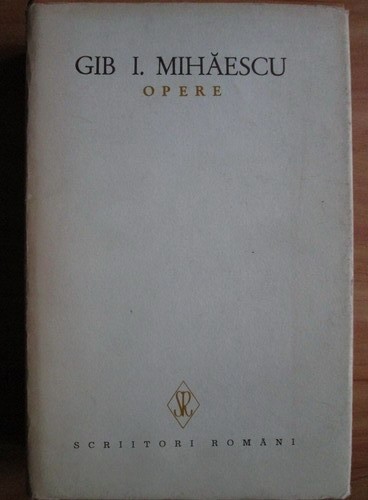 GIB I. MIHĂESCU
OPERE
SR
SCRIITORI ROMÂNI